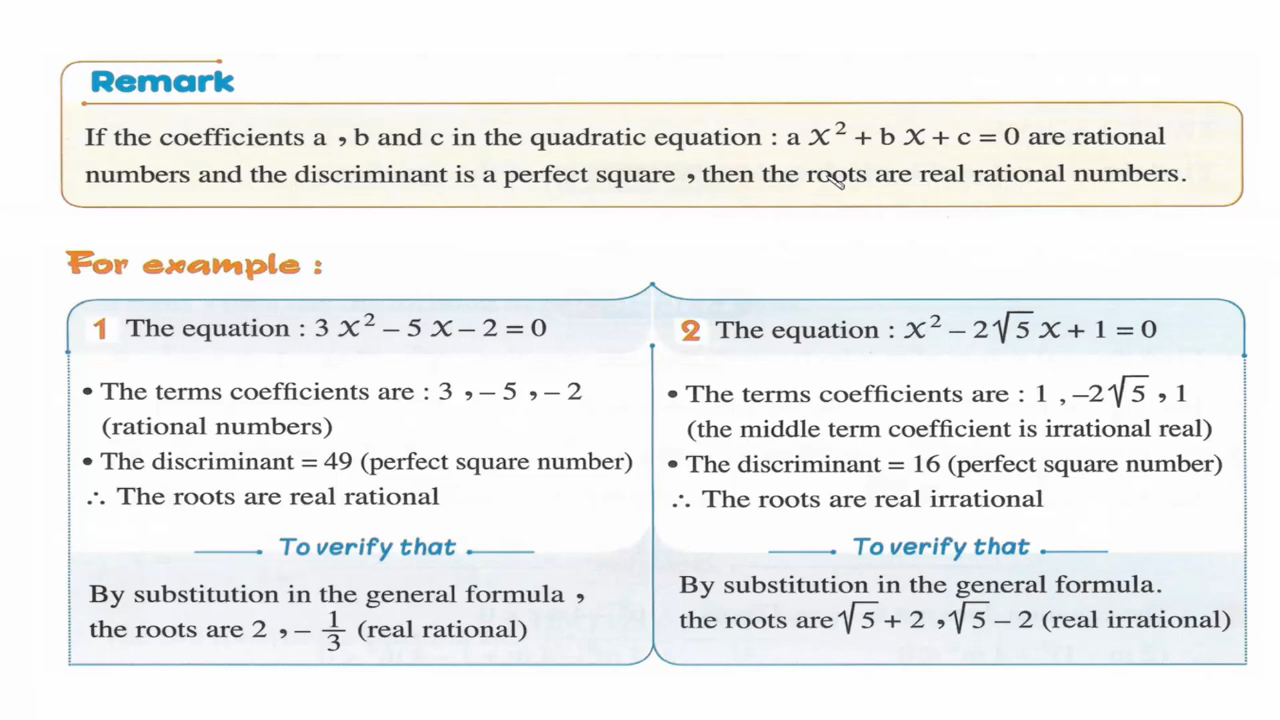 Remark
If the coefficients a , b and c in the quadratic equation : a x² + b x + c = 0 are rational
numbers and the discriminant is a perfect square , then the roots are real rational numbers.
For example :
1 The equation : 3 x² – 5 x – 2 = 0
• The terms coefficients are : 3 , – 5 , – 2
(rational numbers)
• The discriminant = 49 (perfect square number)
∴ The roots are real rational
To verify that
By substitution in the general formula ,
the roots are 2 , – 1/3 (real rational)
2 The equation : x² – 2√5 x + 1 = 0
• The terms coefficients are : 1 , –2√5 , 1
(the middle term coefficient is irrational real)
• The discriminant = 16 (perfect square number)
∴ The roots are real irrational
To verify that
By substitution in the general formula.
the roots are √5 + 2 , √5 – 2 (real irrational)